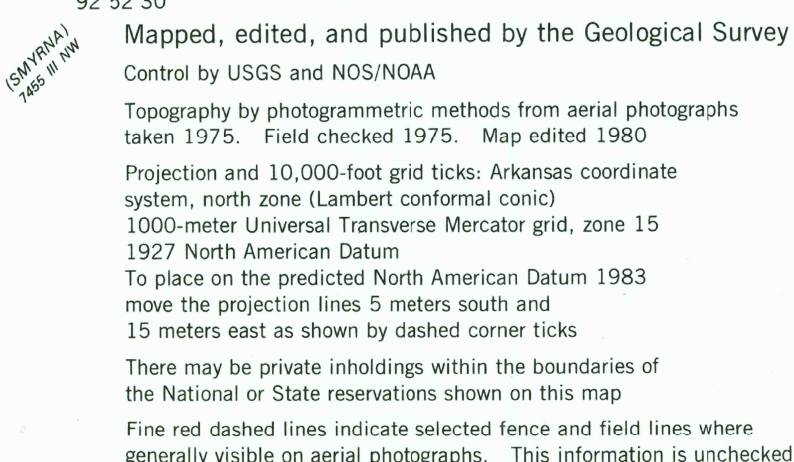 92°52'30"
(SMYRNA)
7455 III NW
Mapped, edited, and published by the Geological Survey
Control by USGS and NOS/NOAA
Topography by photogrammetric methods from aerial photographs
taken 1975. Field checked 1975. Map edited 1980
Projection and 10,000-foot grid ticks: Arkansas coordinate
system, north zone (Lambert conformal conic)
1000-meter Universal Transverse Mercator grid, zone 15
1927 North American Datum
To place on the predicted North American Datum 1983
move the projection lines 5 meters south and
15 meters east as shown by dashed corner ticks
There may be private inholdings within the boundaries of
the National or State reservations shown on this map
Fine red dashed lines indicate selected fence and field lines where
generally visible on aerial photographs. This information is unchecked